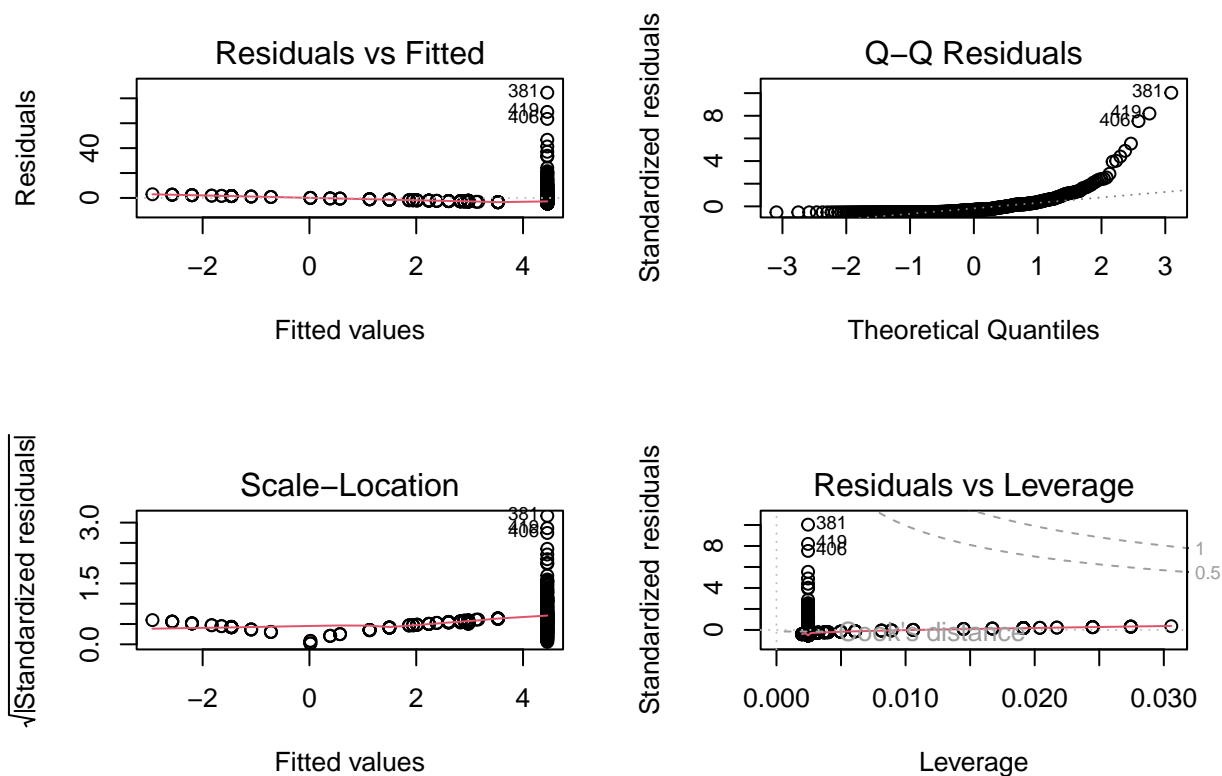 Residuals vs Fitted
Residuals
0 40
381
419
406
−2 0 2 4
Fitted values
Q−Q Residuals
Standardized residuals
0 4 8
381
419
406
−3 −2 −1 0 1 2 3
Theoretical Quantiles
Scale−Location
√|Standardized residuals|
0.0 1.5 3.0
381
419
406
−2 0 2 4
Fitted values
Residuals vs Leverage
Standardized residuals
0 4 8
381
419
406
1
0.5
Cook's distance
0.000 0.010 0.020 0.030
Leverage